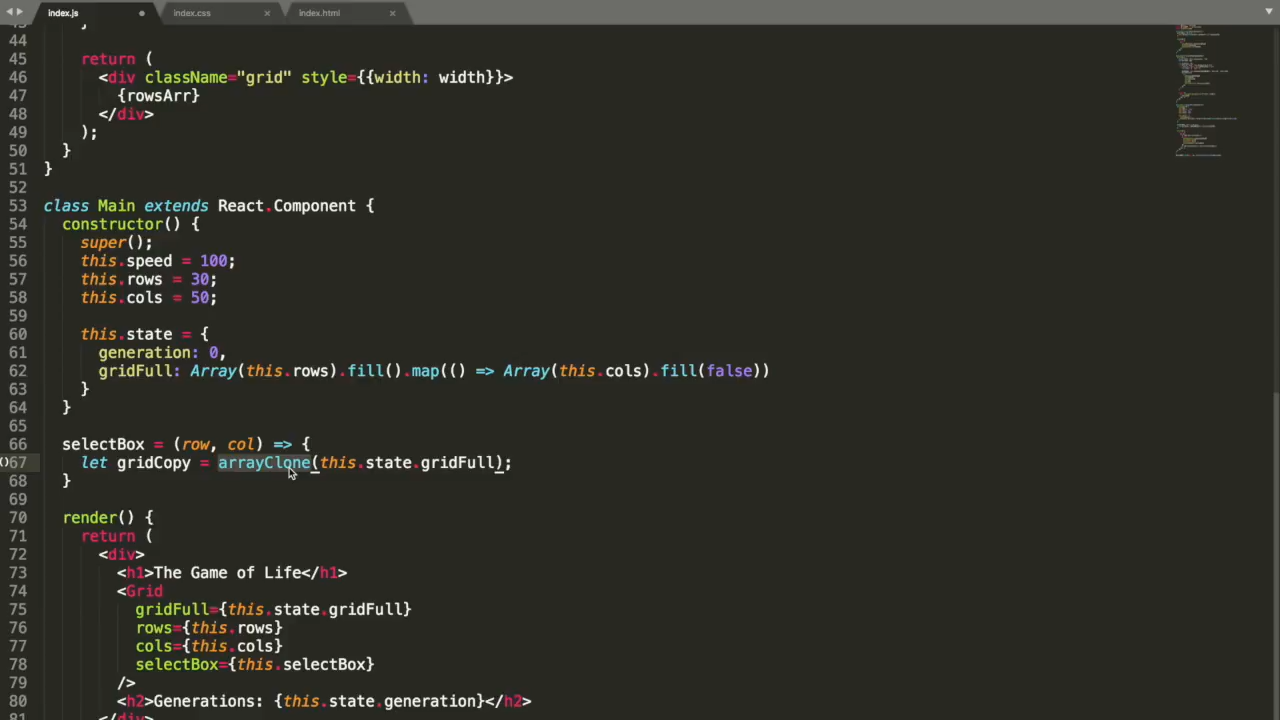 index.js
index.css
index.html
44
45 return (
46 <div className="grid" style={{width: width}}>
47 {rowsArr}
48 </div>
49 );
50 }
51 }
52
53 class Main extends React.Component {
54 constructor() {
55 super();
56 this.speed = 100;
57 this.rows = 30;
58 this.cols = 50;
59
60 this.state = {
61 generation: 0,
62 gridFull: Array(this.rows).fill().map(() => Array(this.cols).fill(false))
63 }
64 }
65
66 selectBox = (row, col) => {
67 let gridCopy = arrayClone(this.state.gridFull);
68 }
69
70 render() {
71 return (
72 <div>
73 <h1>The Game of Life</h1>
74 <Grid
75 gridFull={this.state.gridFull}
76 rows={this.rows}
77 cols={this.cols}
78 selectBox={this.selectBox}
79 />
80 <h2>Generations: {this.state.generation}</h2>
81 </div>